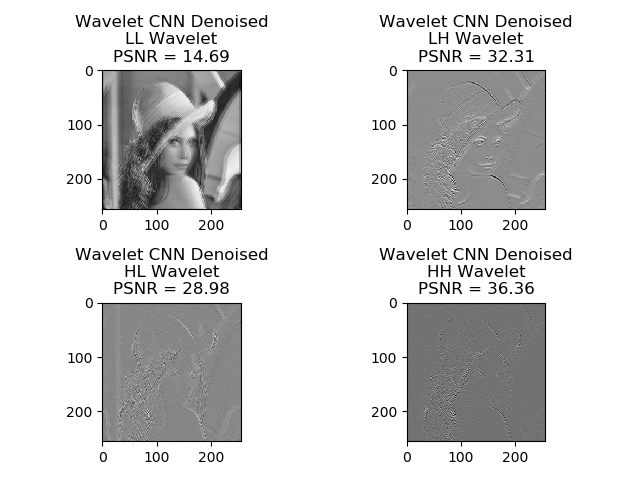 Wavelet CNN Denoised
LL Wavelet
PSNR = 14.69
0
100
200
0 100 200
Wavelet CNN Denoised
LH Wavelet
PSNR = 32.31
0
100
200
0 100 200
Wavelet CNN Denoised
HL Wavelet
PSNR = 28.98
0
100
200
0 100 200
Wavelet CNN Denoised
HH Wavelet
PSNR = 36.36
0
100
200
0 100 200